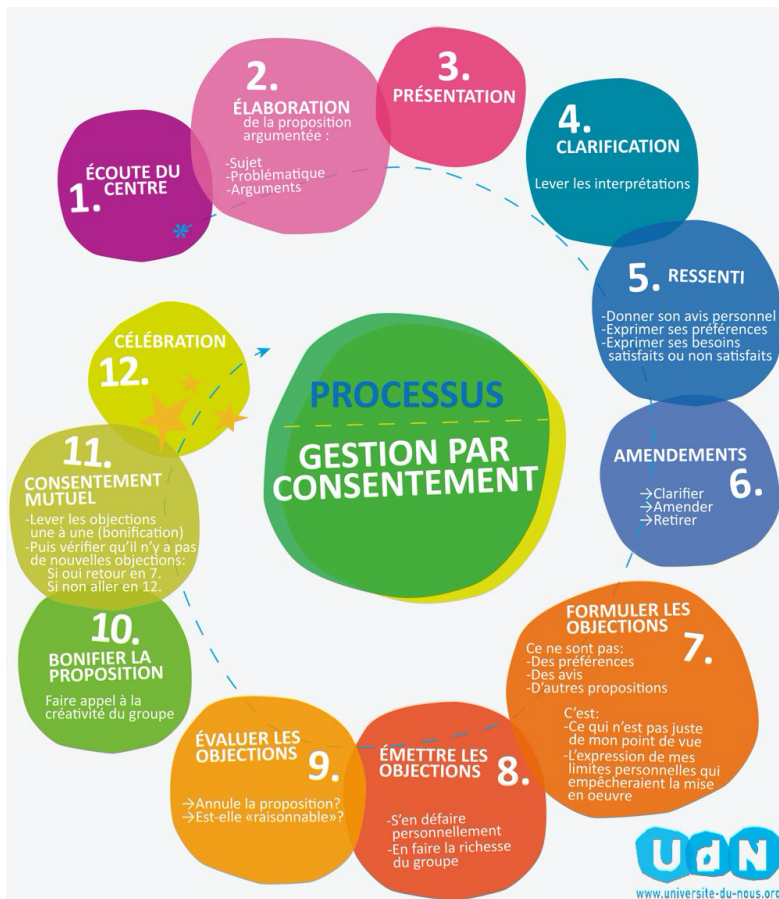 PROCESSUS
GESTION PAR
CONSENTEMENT
1.
ÉCOUTE DU
CENTRE
2.
ÉLABORATION
de la proposition
argumentée :
-Sujet
-Problématique
-Arguments
3.
PRÉSENTATION
4.
CLARIFICATION
Lever les interprétations
5. RESSENTI
-Donner son avis personnel
-Exprimer ses préférences
-Exprimer ses besoins
satisfaits ou non satisfaits
AMENDEMENTS
6.
→Clarifier
→Amender
→Retirer
FORMULER LES
OBJECTIONS
7.
Ce ne sont pas:
-Des préférences
-Des avis
-D'autres propositions
C'est:
-Ce qui n'est pas juste
de mon point de vue
-L'expression de mes
limites personnelles qui
empêcheraient la mise
en oeuvre
ÉMETTRE LES
OBJECTIONS
8.
-S'en défaire
personnellement
-En faire la richesse
du groupe
ÉVALUER LES
OBJECTIONS
9.
→Annule la proposition?
→Est-elle «raisonnable»?
10.
BONIFIER LA
PROPOSITION
Faire appel à la
créativité du groupe
11.
CONSENTEMENT
MUTUEL
-Lever les objections
une à une (bonification)
-Puis vérifier qu'il n'y a pas
de nouvelles objections:
Si oui retour en 7.
Si non aller en 12.
CÉLÉBRATION
12.
UdN
www.universite-du-nous.org